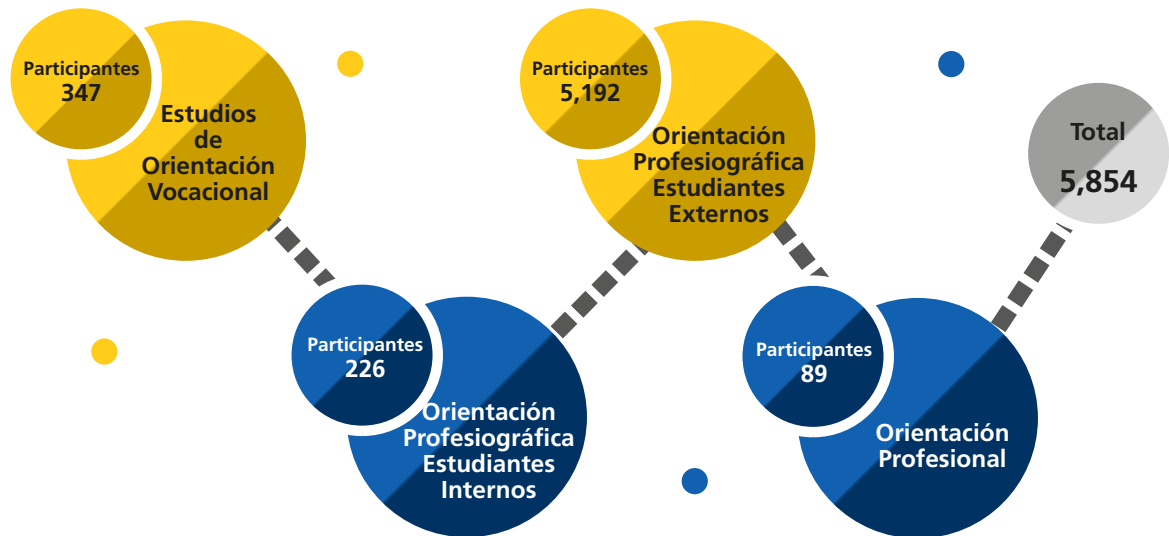 Participantes
347
Estudios
de
Orientación
Vocacional
Participantes
226
Orientación
Profesiográfica
Estudiantes
Internos
Participantes
5,192
Orientación
Profesiográfica
Estudiantes
Externos
Participantes
89
Orientación
Profesional
Total
5,854